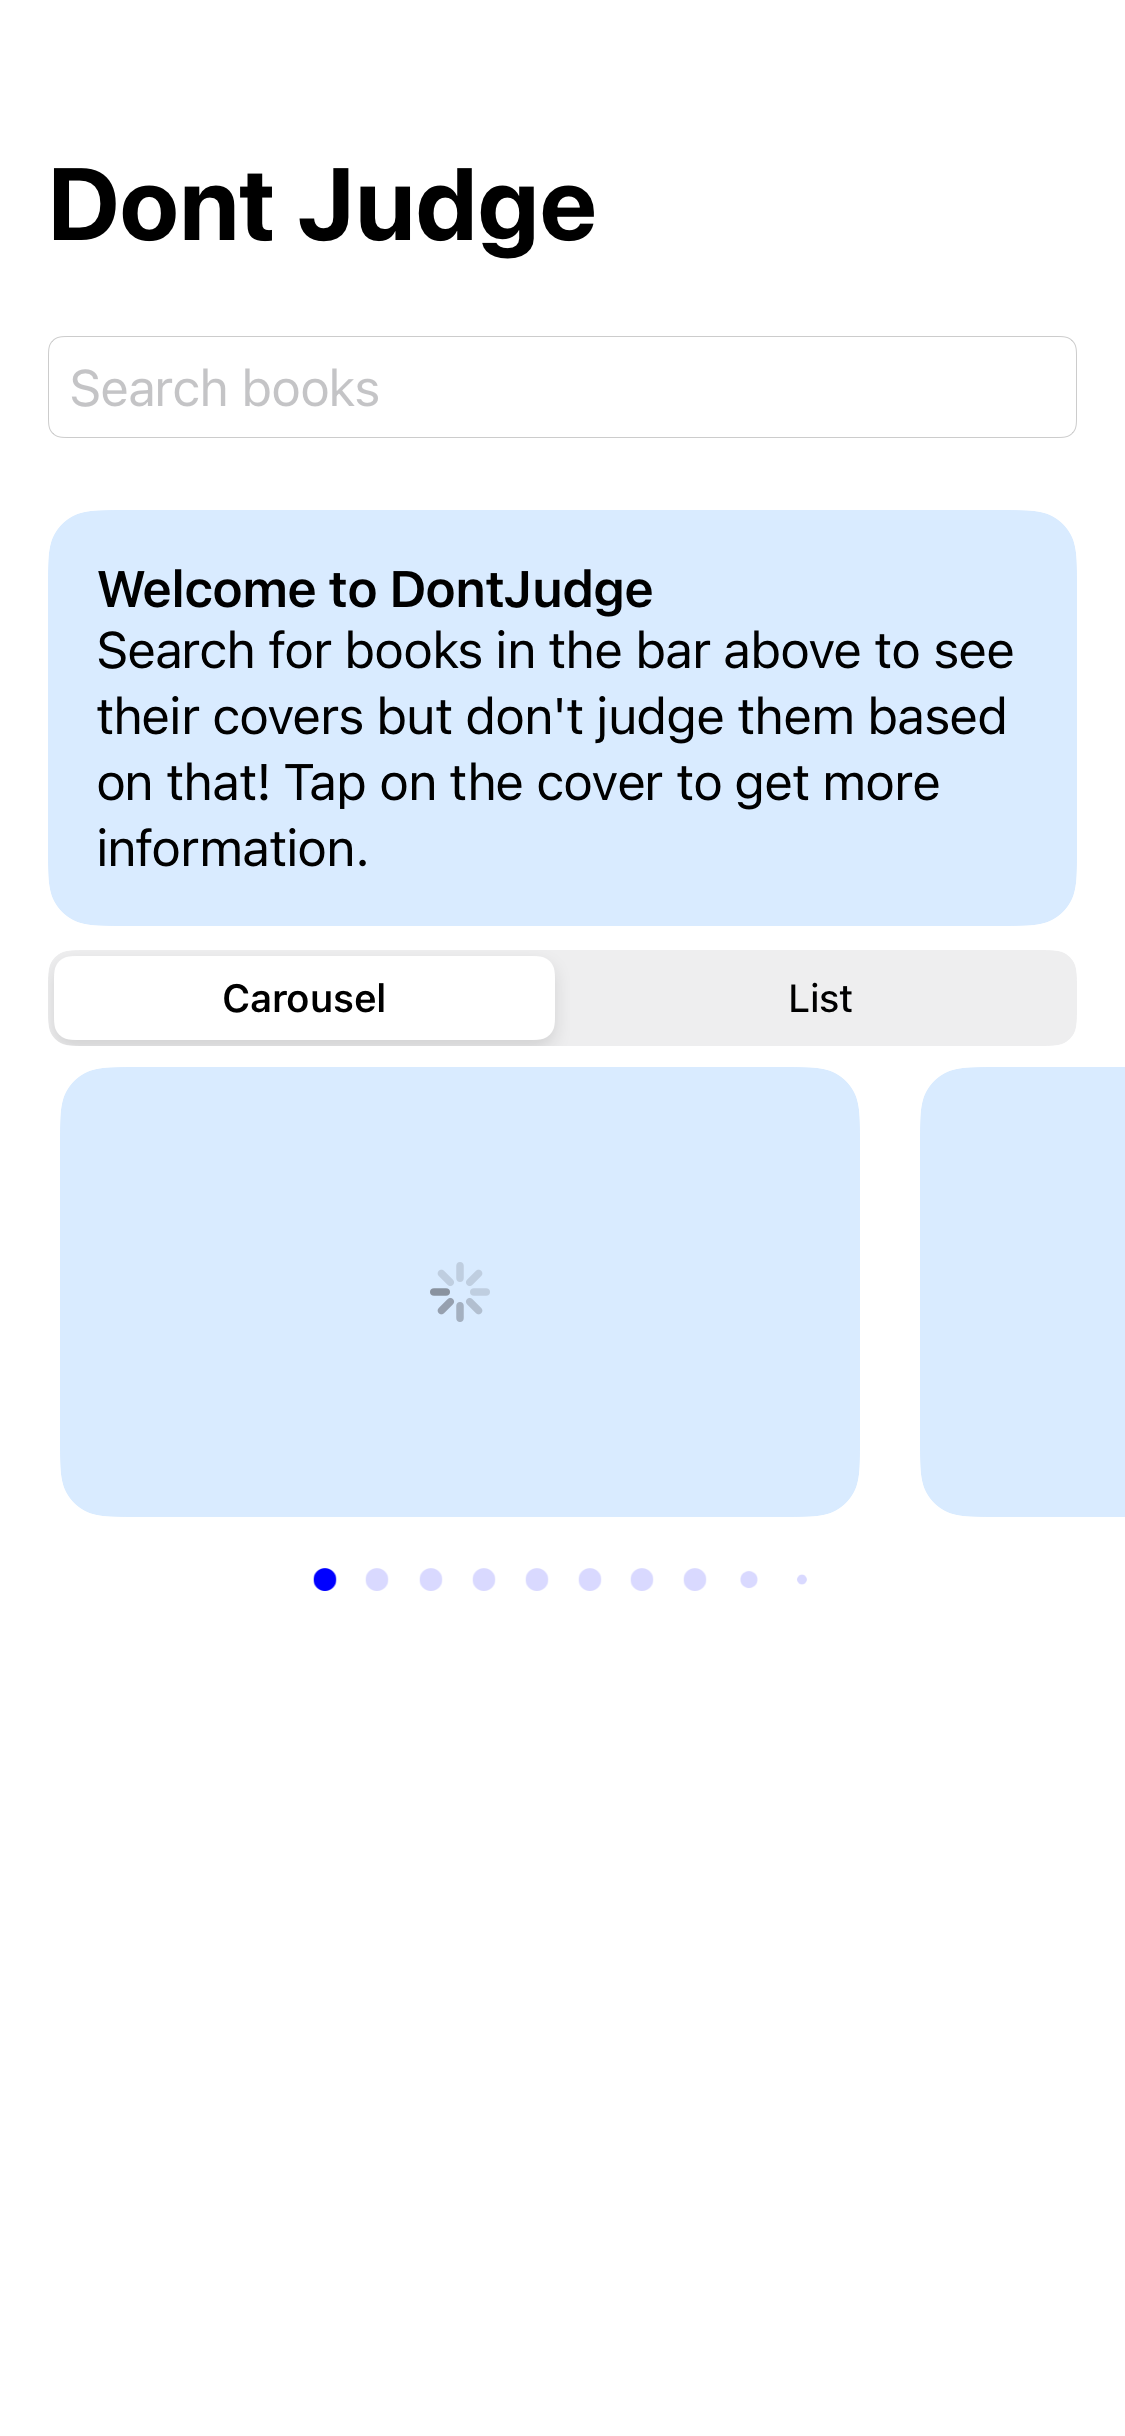 Dont Judge
Search books
Welcome to DontJudge
Search for books in the bar above to see
their covers but don't judge them based
on that! Tap on the cover to get more
information.
Carousel
List